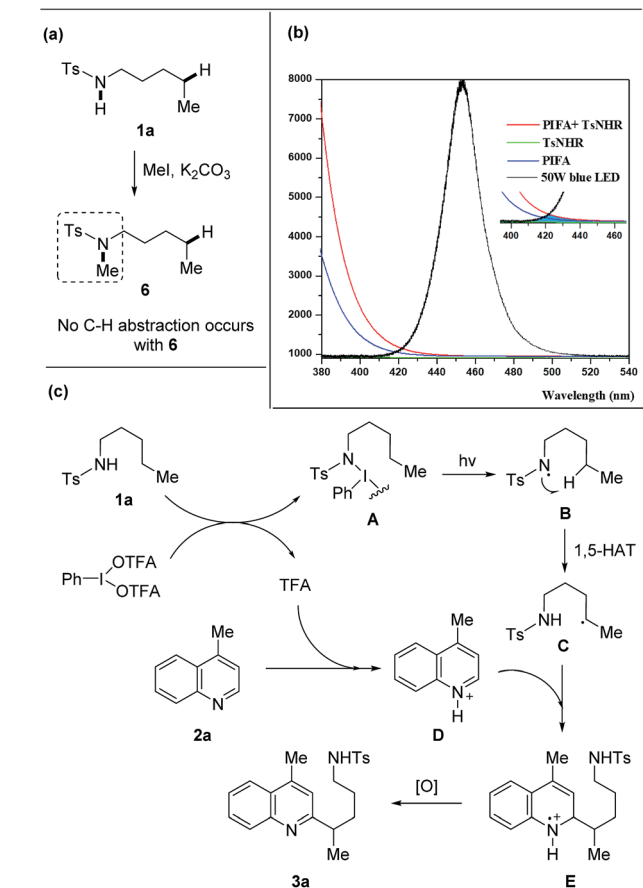 (a)
Ts
N
H
H
Me
1a
MeI, K2CO3
Ts
N
Me
H
Me
6
No C-H abstraction occurs
with 6
(b)
8000
7000
6000
5000
4000
3000
2000
1000
380 400 420 440 460 480 500 520 540
Wavelength (nm)
PIFA+ TsNHR
TsNHR
PIFA
50W blue LED
400 420 440 460
(c)
Ts
NH
Me
1a
Ts
N
I
Ph
Me
A
hν
Ts
N
H
Me
B
1,5-HAT
Ph
I
OTFA
OTFA
TFA
Ts
NH
Me
C
Me
N
2a
Me
N
+
H
D
Me
NHTs
N
Me
3a
[O]
Me
NHTs
N
+
H
Me
E